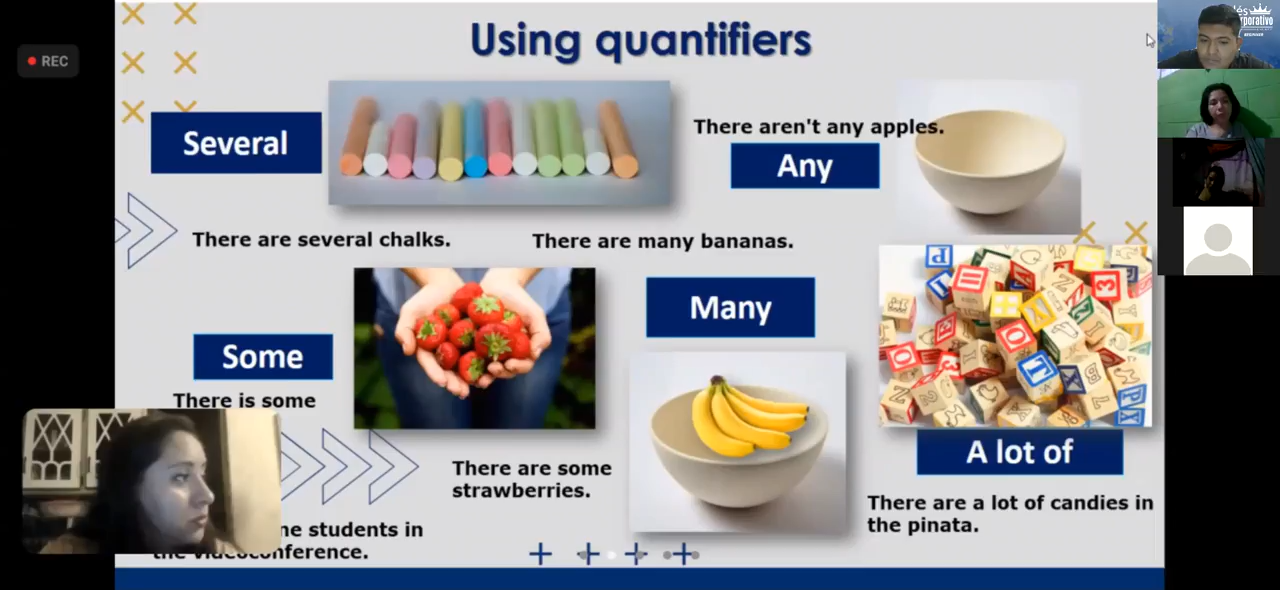 Using quantifiers
REC
Several
There aren't any apples.
Any
There are several chalks.
There are many bananas.
Many
Some
There is some
A lot of
There are some
strawberries.
There are a lot of candies in
the pinata.
students in